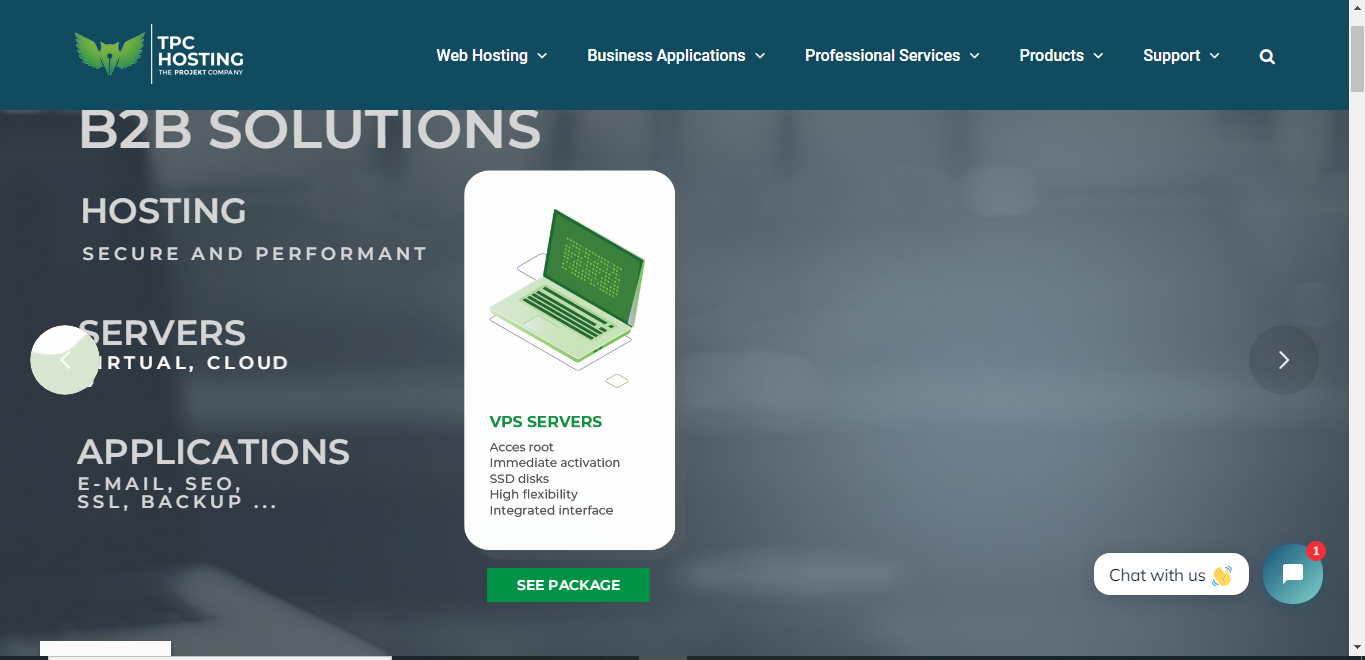 TPC
HOSTING
THE PROJEKT COMPANY
Web Hosting
Business Applications
Professional Services
Products
Support
B2B SOLUTIONS
HOSTING
SECURE AND PERFORMANT
SERVERS
VIRTUAL, CLOUD
APPLICATIONS
E-MAIL, SEO,
SSL, BACKUP ...
VPS SERVERS
Acces root
Immediate activation
SSD disks
High flexibility
Integrated interface
SEE PACKAGE
Chat with us 👋
1